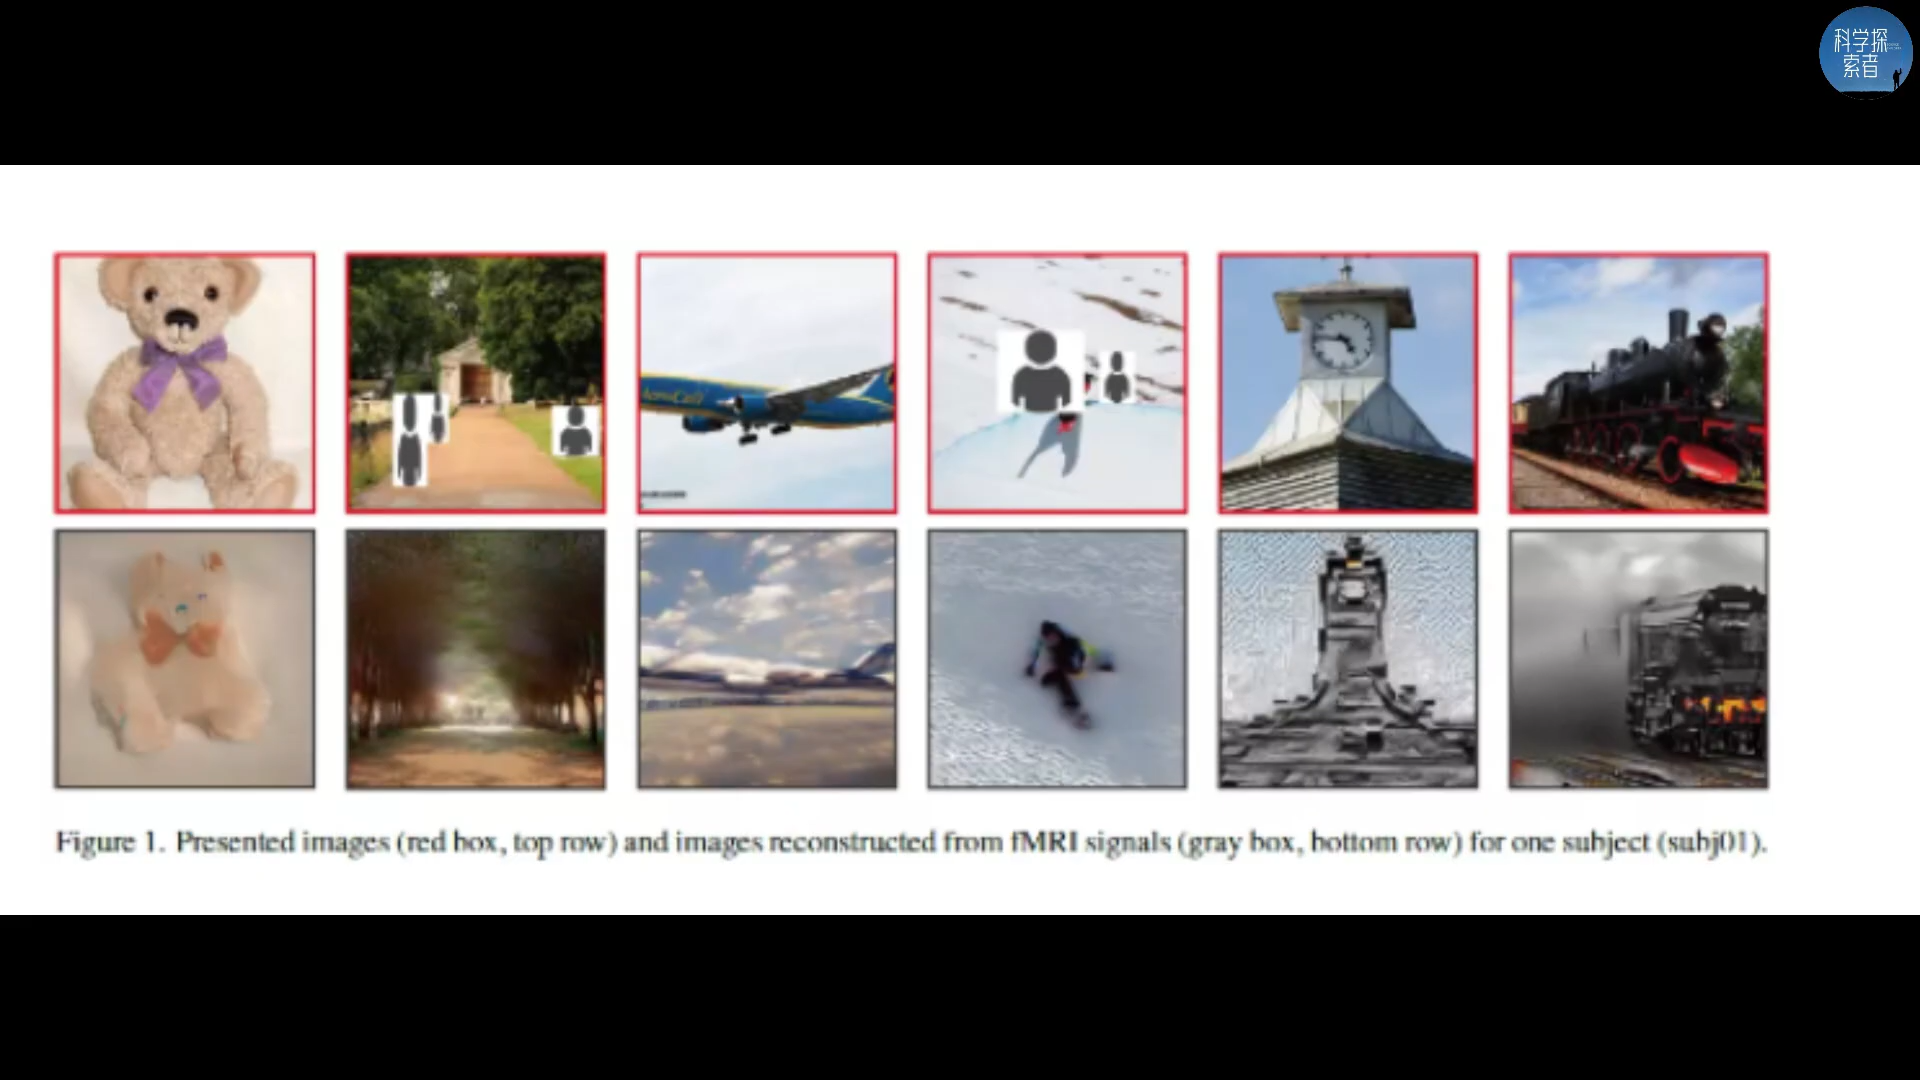 科学探
索者
AeroCaf
Figure 1. Presented images (red box, top row) and images reconstructed from fMRI signals (gray box, bottom row) for one subject (subj01).